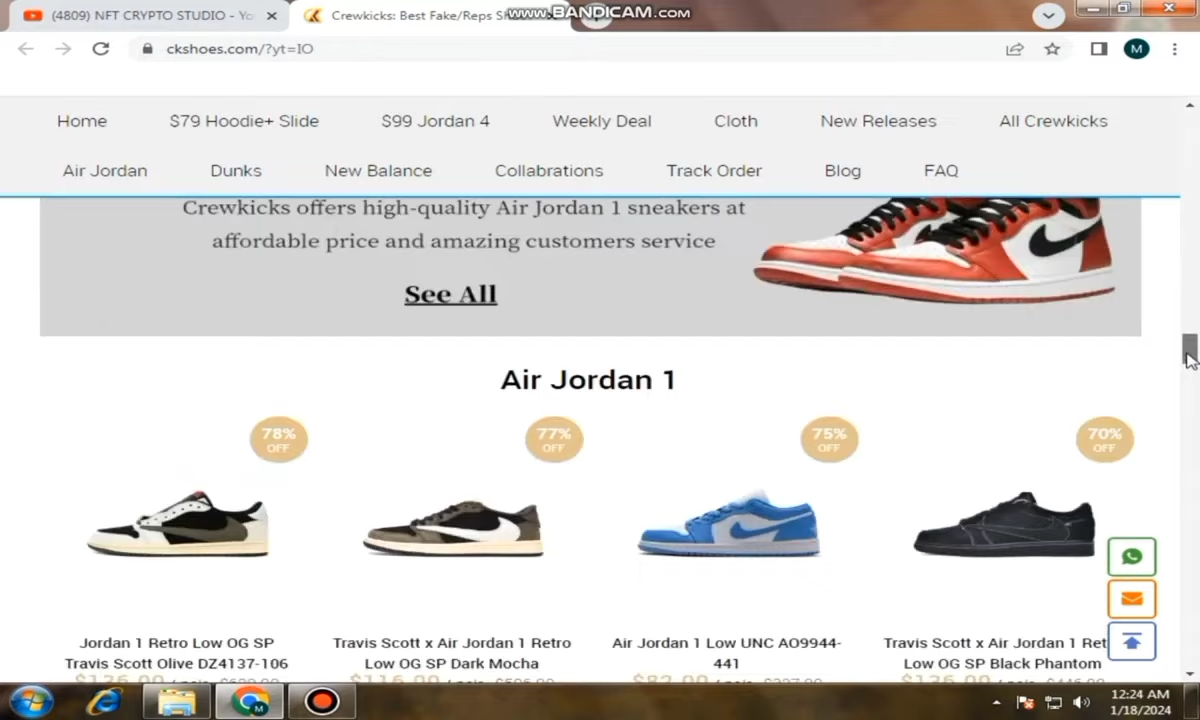 (4809) NFT CRYPTO STUDIO - Yo
Crewkicks: Best Fake/Reps
www.BANDICAM.com
ckshoes.com/?yt=IO
M
Home $79 Hoodie+ Slide $99 Jordan 4 Weekly Deal Cloth New Releases All Crewkicks
Air Jordan Dunks New Balance Collabrations Track Order Blog FAQ
Crewkicks offers high-quality Air Jordan 1 sneakers at
affordable price and amazing customers service
See All
Air Jordan 1
78% OFF
77% OFF
75% OFF
70% OFF
Jordan 1 Retro Low OG SP
Travis Scott Olive DZ4137-106
Travis Scott x Air Jordan 1 Retro
Low OG SP Dark Mocha
Air Jordan 1 Low UNC AO9944-
441
Travis Scott x Air Jordan 1 Ret
Low OG SP Black Phantom
12:24 AM
1/18/2024